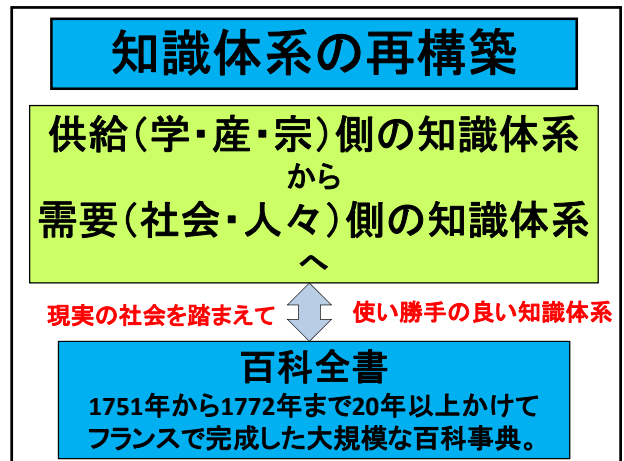 知識体系の再構築
供給(学・産・宗)側の知識体系
から
需要(社会・人々)側の知識体系
へ
現実の社会を踏まえて
使い勝手の良い知識体系
百科全書
1751年から1772年まで20年以上かけて
フランスで完成した大規模な百科事典。